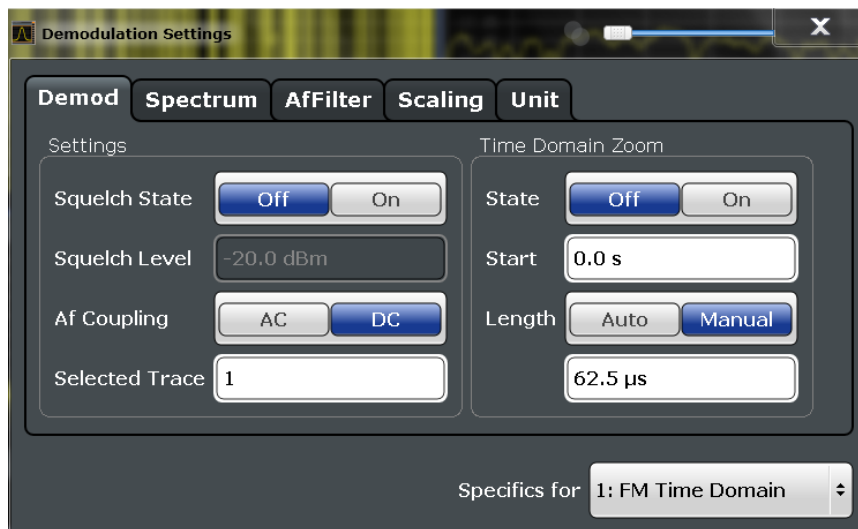 Demodulation Settings
X
Demod Spectrum AfFilter Scaling Unit
Settings
Squelch State Off On
Squelch Level -20.0 dBm
Af Coupling AC DC
Selected Trace 1
Time Domain Zoom
State Off On
Start 0.0 s
Length Auto Manual
62.5 µs
Specifics for 1: FM Time Domain